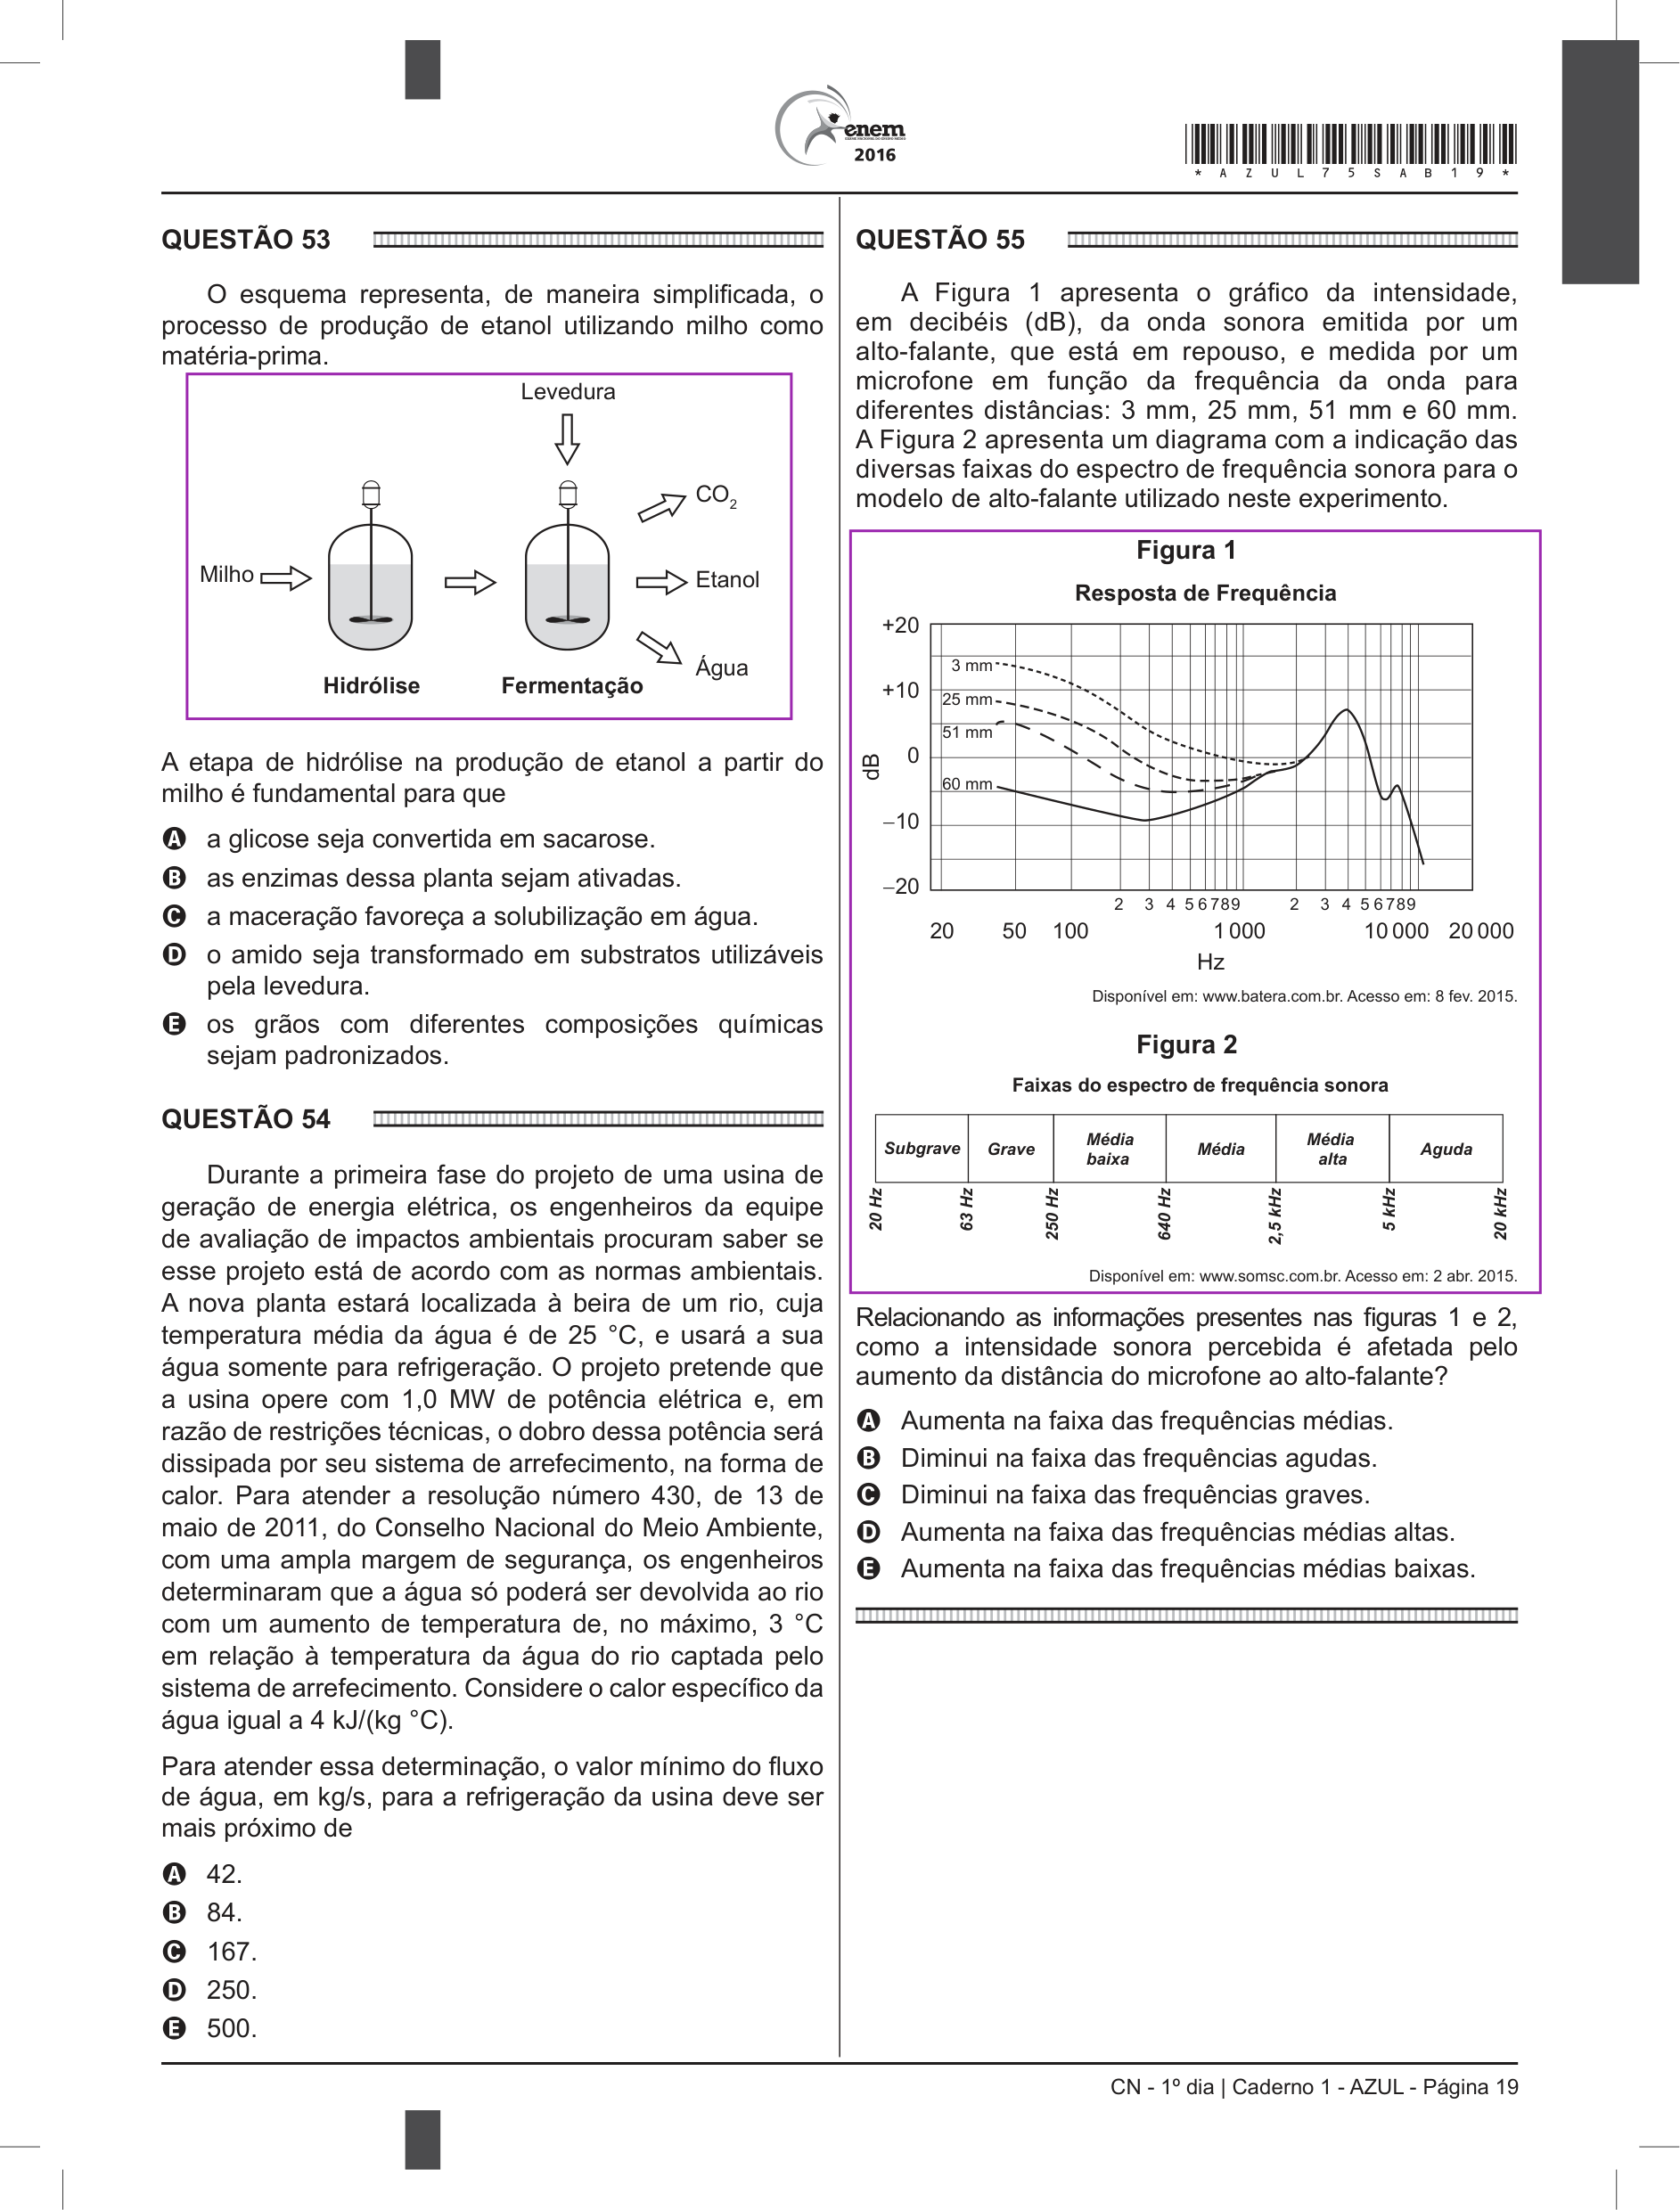 enem
2016
*AZUL75SAB19*
QUESTÃO 53
O esquema representa, de maneira simplificada, o
processo de produção de etanol utilizando milho como
matéria-prima.
Levedura
CO2
Milho
Etanol
Água
Hidrólise
Fermentação
A etapa de hidrólise na produção de etanol a partir do
milho é fundamental para que
A a glicose seja convertida em sacarose.
B as enzimas dessa planta sejam ativadas.
C a maceração favoreça a solubilização em água.
D o amido seja transformado em substratos utilizáveis
pela levedura.
E os grãos com diferentes composições químicas
sejam padronizados.
QUESTÃO 54
Durante a primeira fase do projeto de uma usina de
geração de energia elétrica, os engenheiros da equipe
de avaliação de impactos ambientais procuram saber se
esse projeto está de acordo com as normas ambientais.
A nova planta estará localizada à beira de um rio, cuja
temperatura média da água é de 25 °C, e usará a sua
água somente para refrigeração. O projeto pretende que
a usina opere com 1,0 MW de potência elétrica e, em
razão de restrições técnicas, o dobro dessa potência será
dissipada por seu sistema de arrefecimento, na forma de
calor. Para atender a resolução número 430, de 13 de
maio de 2011, do Conselho Nacional do Meio Ambiente,
com uma ampla margem de segurança, os engenheiros
determinaram que a água só poderá ser devolvida ao rio
com um aumento de temperatura de, no máximo, 3 °C
em relação à temperatura da água do rio captada pelo
sistema de arrefecimento. Considere o calor específico da
água igual a 4 kJ/(kg °C).
Para atender essa determinação, o valor mínimo do fluxo
de água, em kg/s, para a refrigeração da usina deve ser
mais próximo de
A 42.
B 84.
C 167.
D 250.
E 500.
QUESTÃO 55
A Figura 1 apresenta o gráfico da intensidade,
em decibéis (dB), da onda sonora emitida por um
alto-falante, que está em repouso, e medida por um
microfone em função da frequência da onda para
diferentes distâncias: 3 mm, 25 mm, 51 mm e 60 mm.
A Figura 2 apresenta um diagrama com a indicação das
diversas faixas do espectro de frequência sonora para o
modelo de alto-falante utilizado neste experimento.
Figura 1
Resposta de Frequência
+20
3 mm
+10
25 mm
51 mm
0
dB
60 mm
–10
–20
2 3 4 5 6 7 8 9 2 3 4 5 6 7 8 9
20 50 100 1 000 10 000 20 000
Hz
Disponível em: www.batera.com.br. Acesso em: 8 fev. 2015.
Figura 2
Faixas do espectro de frequência sonora
Subgrave
Grave
Média
baixa
Média
Média
alta
Aguda
20 Hz
63 Hz
250 Hz
640 Hz
2,5 kHz
5 kHz
20 kHz
Disponível em: www.somsc.com.br. Acesso em: 2 abr. 2015.
Relacionando as informações presentes nas figuras 1 e 2,
como a intensidade sonora percebida é afetada pelo
aumento da distância do microfone ao alto-falante?
A Aumenta na faixa das frequências médias.
B Diminui na faixa das frequências agudas.
C Diminui na faixa das frequências graves.
D Aumenta na faixa das frequências médias altas.
E Aumenta na faixa das frequências médias baixas.
CN - 1º dia | Caderno 1 - AZUL - Página 19